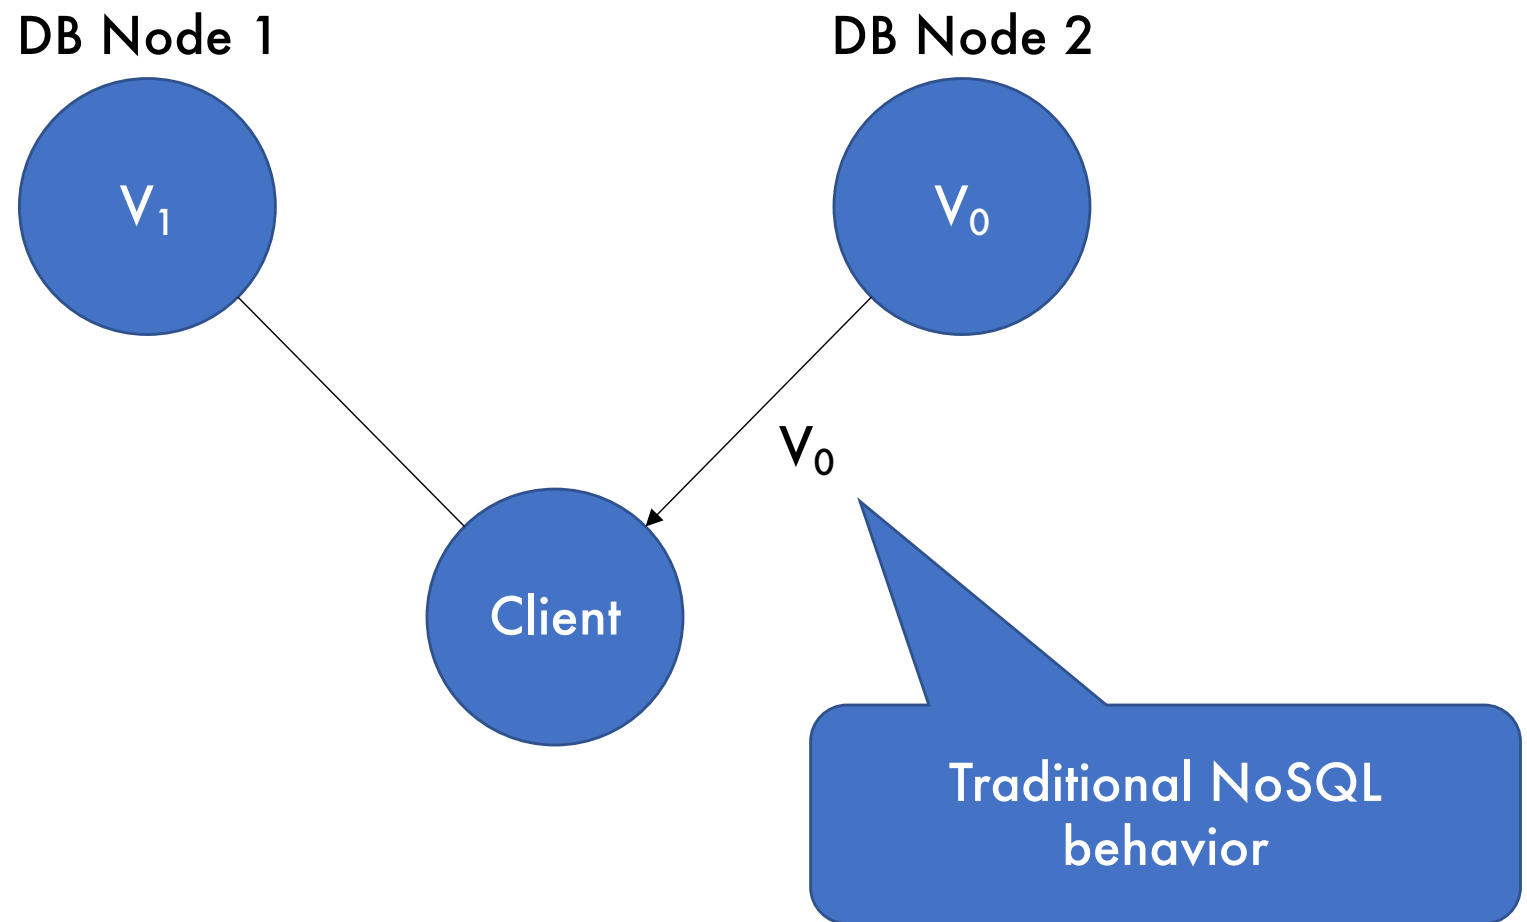 DB Node 1
DB Node 2
V₁
V₀
V₀
Client
Traditional NoSQL
behavior